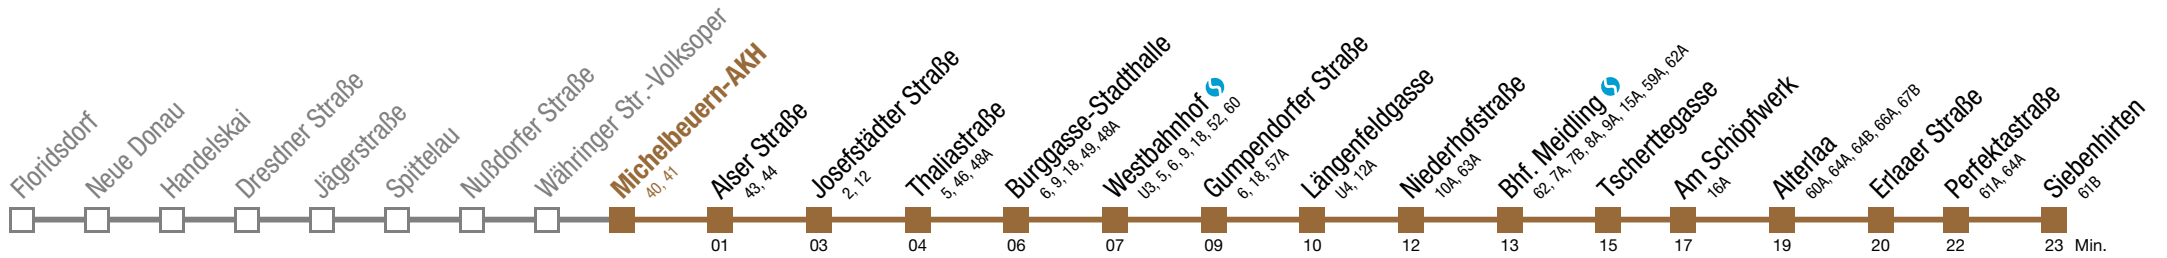 Floridsdorf
Neue Donau
Handelskai
Dresdner Straße
Jägerstraße
Spittelau
Nußdorfer Straße
Währinger Str.-Volksoper
Michelbeuern-AKH
40, 41
Alser Straße
43, 44
Josefstädter Straße
2, 12
Thaliastraße
5, 46, 48A
Burggasse-Stadthalle
6, 9, 18, 49, 48A
Westbahnhof
U3, 5, 6, 9, 18, 52, 60
Gumpendorfer Straße
6, 18, 57A
Längenfeldgasse
U4, 12A
Niederhofstraße
10A, 63A
Bhf. Meidling
62, 7A, 7B, 8A, 9A, 15A, 59A, 62A
Tscherttegasse
Am Schöpfwerk
16A
Alterlaa
60A, 64A, 64B, 66A, 67B
Erlaaer Straße
Perfektastraße
61A, 64A
Siebenhirten
61B
01 03 04 06 07 09 10 12 13 15 17 19 20 22 23 Min.